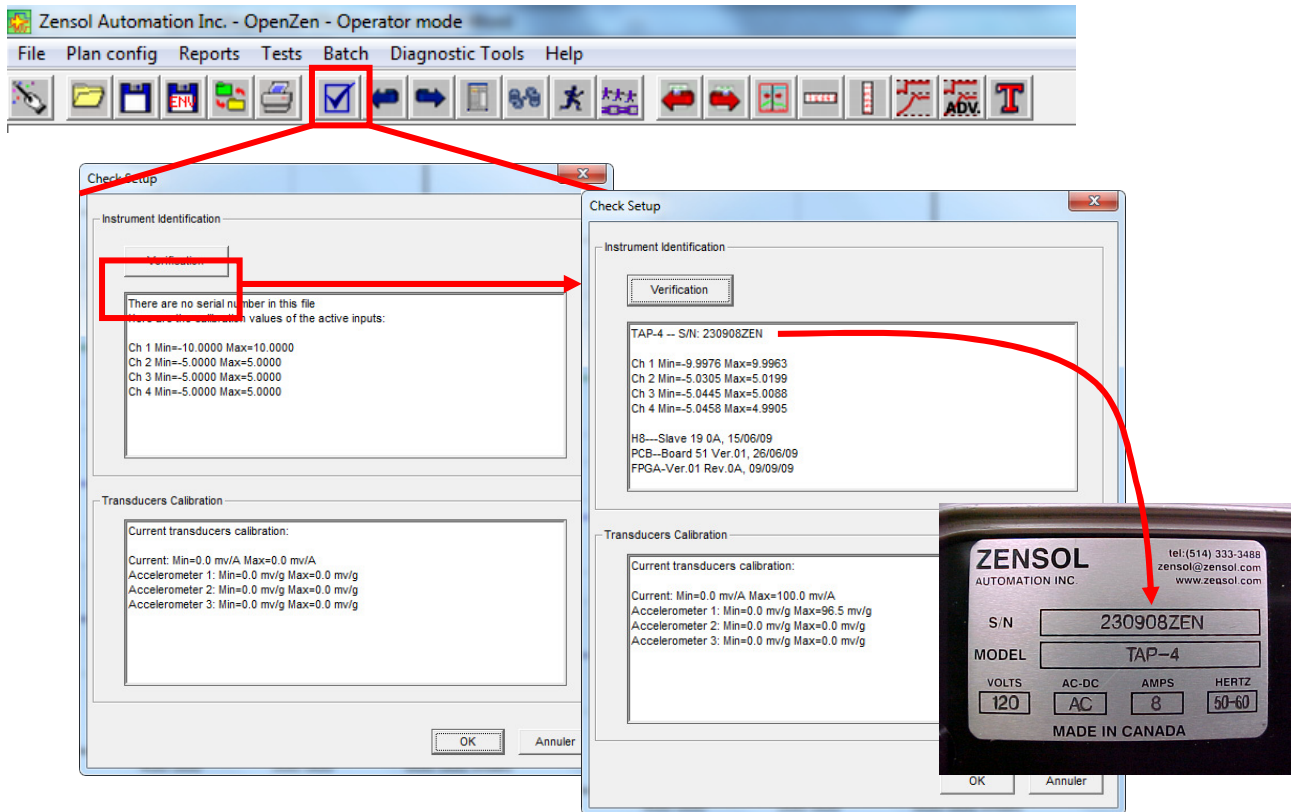 Zensol Automation Inc. - OpenZen - Operator mode
File Plan config Reports Tests Batch Diagnostic Tools Help
ENV
ADV.
T
Check Setup
Instrument Identification
Verification
There are no serial number in this file
Here are the calibration values of the active inputs:
Ch 1 Min=-10.0000 Max=10.0000
Ch 2 Min=-5.0000 Max=5.0000
Ch 3 Min=-5.0000 Max=5.0000
Ch 4 Min=-5.0000 Max=5.0000
Transducers Calibration
Current transducers calibration:
Current: Min=0.0 mv/A Max=0.0 mv/A
Accelerometer 1: Min=0.0 mv/g Max=0.0 mv/g
Accelerometer 2: Min=0.0 mv/g Max=0.0 mv/g
Accelerometer 3: Min=0.0 mv/g Max=0.0 mv/g
OK Annuler
Check Setup
Instrument Identification
Verification
TAP-4 -- S/N: 230908ZEN
Ch 1 Min=-9.9976 Max=9.9963
Ch 2 Min=-5.0305 Max=5.0199
Ch 3 Min=-5.0445 Max=5.0088
Ch 4 Min=-5.0458 Max=4.9905
H8---Slave 19 0A, 15/06/09
PCB--Board 51 Ver.01, 26/06/09
FPGA-Ver.01 Rev.0A, 09/09/09
Transducers Calibration
Current transducers calibration:
Current: Min=0.0 mv/A Max=100.0 mv/A
Accelerometer 1: Min=0.0 mv/g Max=96.5 mv/g
Accelerometer 2: Min=0.0 mv/g Max=0.0 mv/g
Accelerometer 3: Min=0.0 mv/g Max=0.0 mv/g
OK Annuler
ZENSOL
AUTOMATION INC.
tel:(514) 333-3488
zensol@zensol.com
www.zensol.com
S/N 230908ZEN
MODEL TAP-4
VOLTS AC-DC AMPS HERTZ
120 AC 8 50-60
MADE IN CANADA